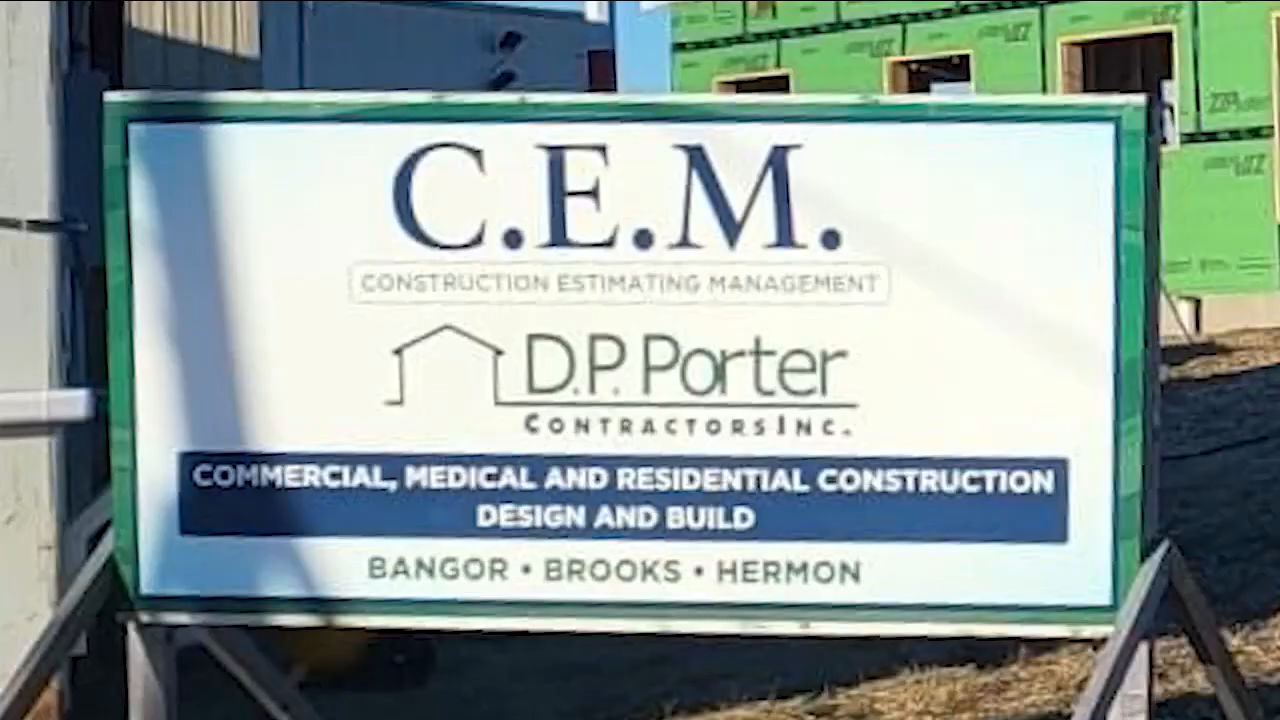 C.E.M.
CONSTRUCTION ESTIMATING MANAGEMENT
D.P. Porter
CONTRACTORS INC.
COMMERCIAL, MEDICAL AND RESIDENTIAL CONSTRUCTION
DESIGN AND BUILD
BANGOR • BROOKS • HERMON